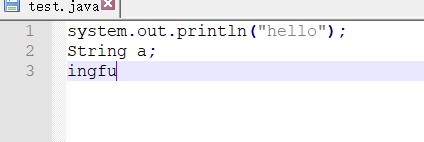 test.java
1 system.out.println("hello");
2 String a;
3 ingfu